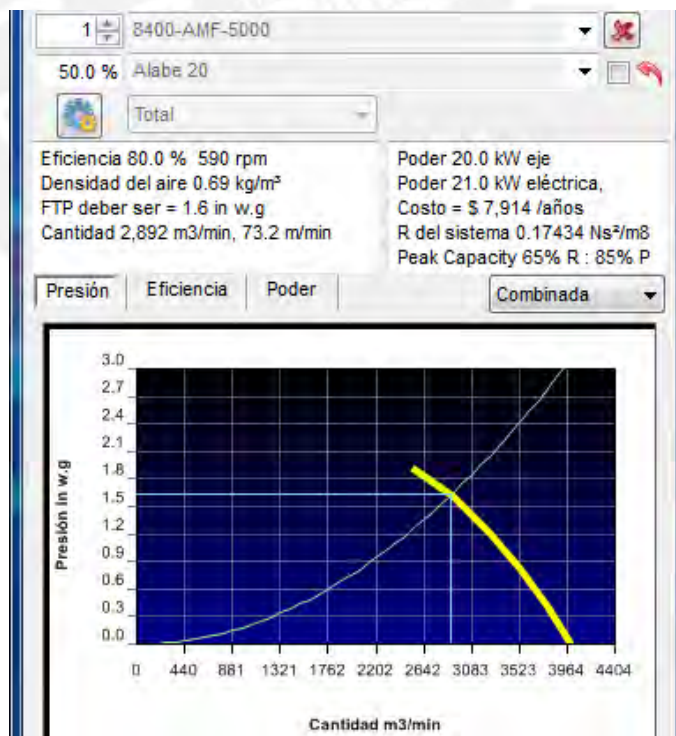 1 8400-AMF-5000
50.0 % Alabe 20
Total
Eficiencia 80.0 % 590 rpm
Densidad del aire 0.69 kg/m³
FTP deber ser = 1.6 in w.g
Cantidad 2,892 m3/min, 73.2 m/min
Poder 20.0 kW eje
Poder 21.0 kW eléctrica,
Costo = $ 7,914 /años
R del sistema 0.17434 Ns²/m8
Peak Capacity 65% R : 85% P
Presión Eficiencia Poder Combinada
3.0
2.7
2.4
2.1
1.8
1.5
1.2
0.9
0.6
0.3
0.0
Presión in w.g
0 440 881 1321 1762 2202 2642 3083 3523 3964 4404
Cantidad m3/min